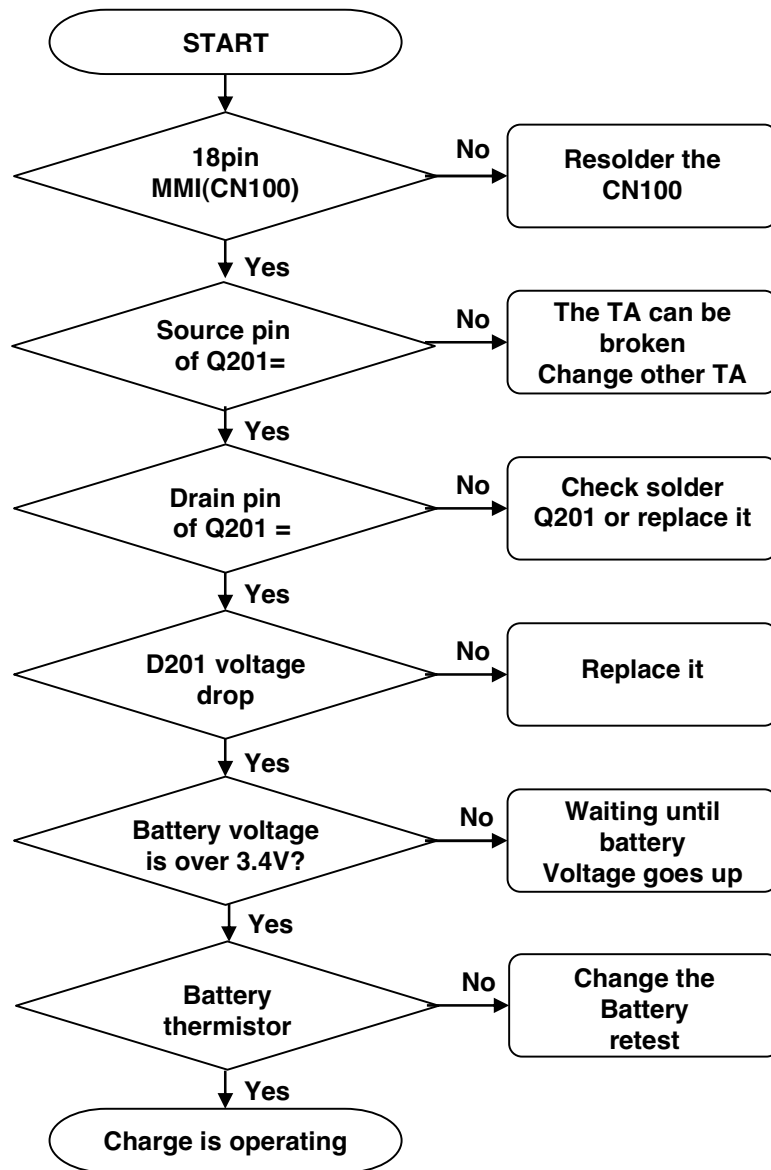 START
18pin
MMI(CN100)
No
Resolder the
CN100
Yes
Source pin
of Q201=
No
The TA can be
broken
Change other TA
Yes
Drain pin
of Q201 =
No
Check solder
Q201 or replace it
Yes
D201 voltage
drop
No
Replace it
Yes
Battery voltage
is over 3.4V?
No
Waiting until
battery
Voltage goes up
Yes
Battery
thermistor
No
Change the
Battery
retest
Yes
Charge is operating